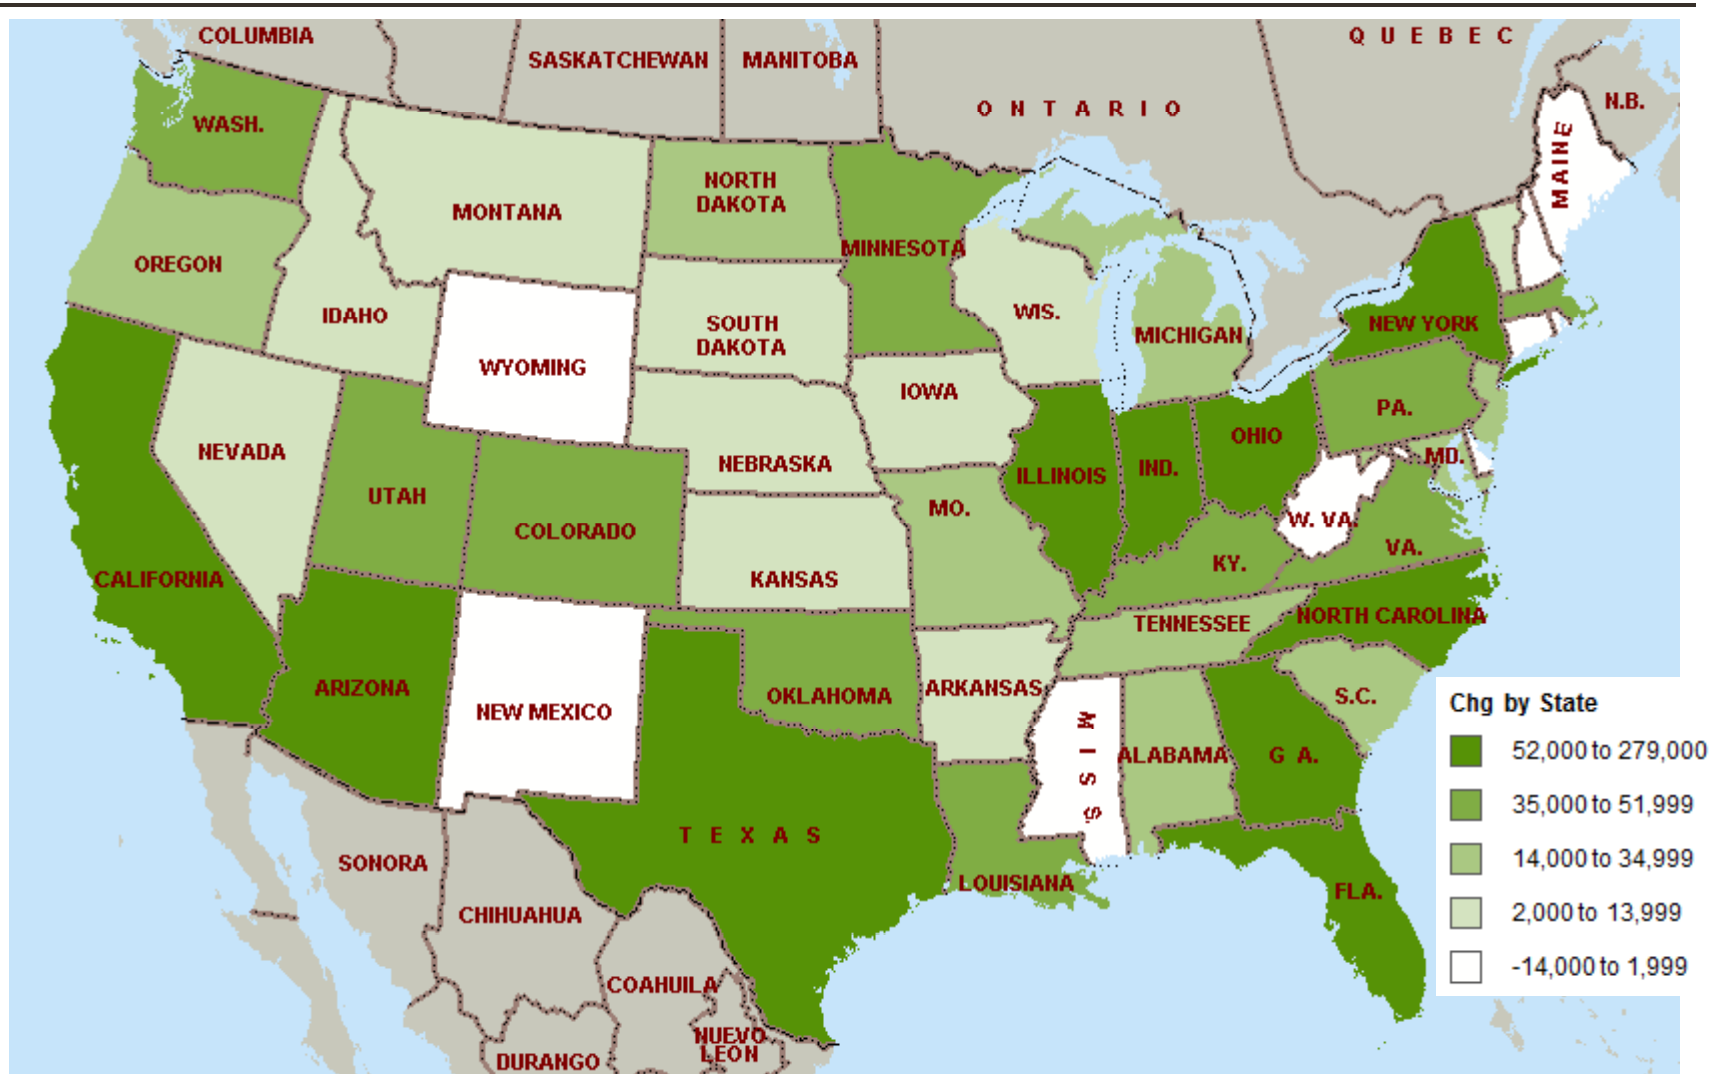 COLUMBIA
SASKATCHEWAN
MANITOBA
ONTARIO
QUEBEC
N.B.
WASH.
MONTANA
NORTH
DAKOTA
MINNESOTA
MAINE
OREGON
IDAHO
WYOMING
SOUTH
DAKOTA
WIS.
MICHIGAN
NEW YORK
IOWA
PA.
NEVADA
UTAH
COLORADO
NEBRASKA
ILLINOIS
IND.
OHIO
MD.
MO.
W. VA.
KANSAS
KY.
VA.
CALIFORNIA
ARIZONA
NEW MEXICO
OKLAHOMA
ARKANSAS
TENNESSEE
NORTH CAROLINA
S.C.
MISS.
ALABAMA
G A.
TEXAS
LOUISIANA
FLA.
SONORA
CHIHUAHUA
COAHUILA
NUEVO
LEON
DURANGO
Chg by State
52,000 to 279,000
35,000 to 51,999
14,000 to 34,999
2,000 to 13,999
-14,000 to 1,999